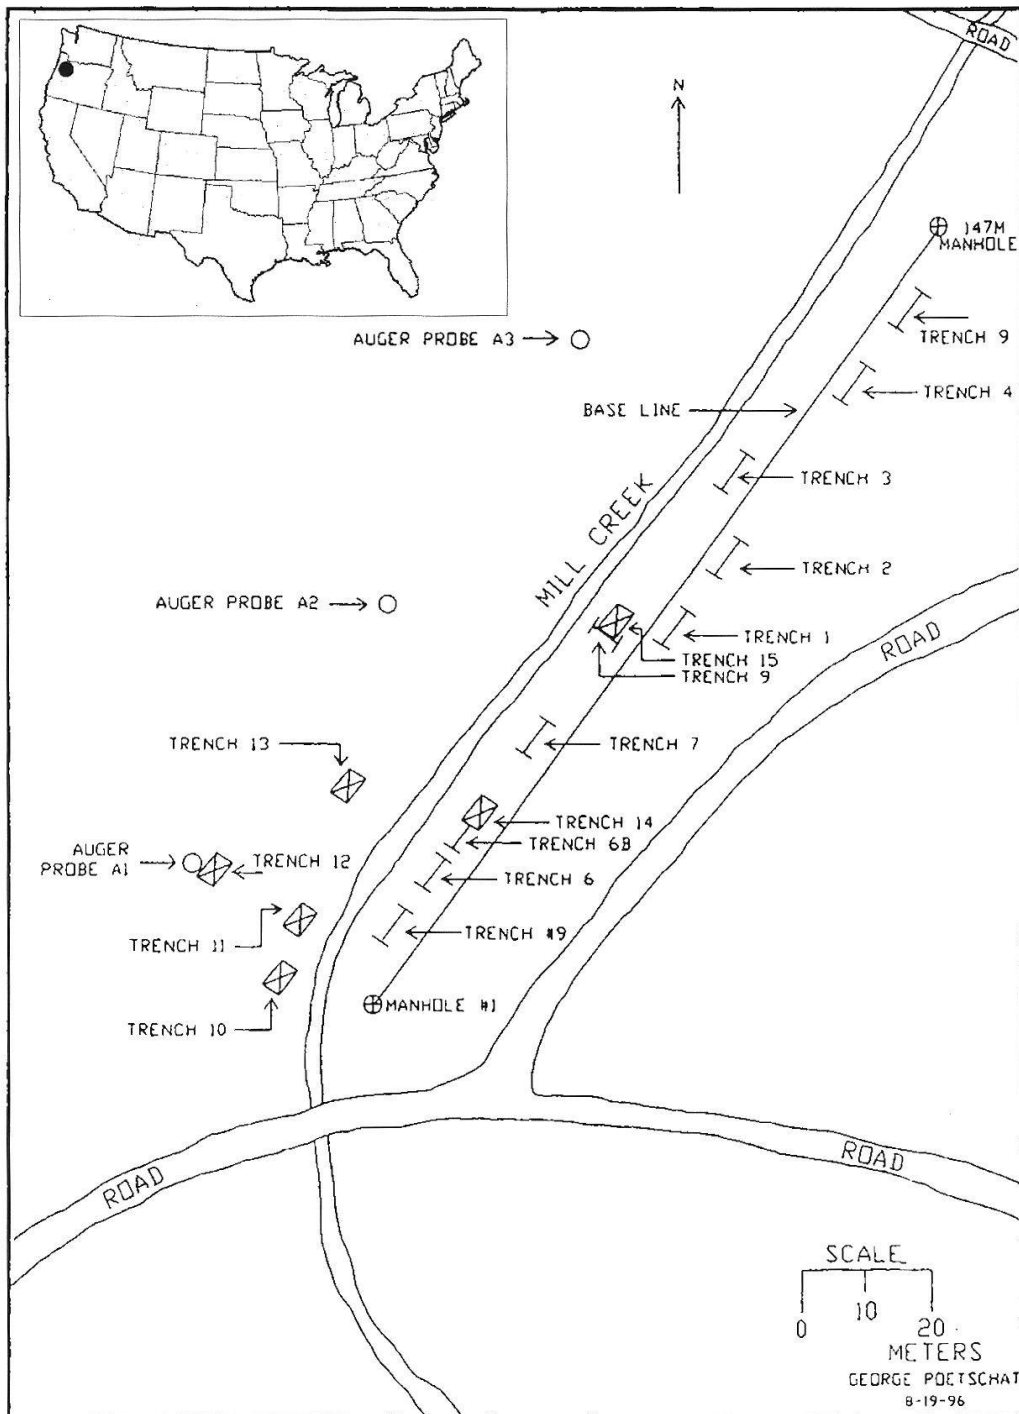 ROAD
N
147M
MANHOLE
TRENCH 9
AUGER PROBE A3
TRENCH 4
BASE LINE
TRENCH 3
MILL CREEK
TRENCH 2
AUGER PROBE A2
TRENCH 1
ROAD
TRENCH 15
TRENCH 9
TRENCH 13
TRENCH 7
TRENCH 14
TRENCH 6B
AUGER
PROBE A1
TRENCH 12
TRENCH 6
TRENCH 11
TRENCH #9
TRENCH 10
MANHOLE #1
ROAD
ROAD
SCALE
0 10 20
METERS
GEORGE POETSCHAT
8-19-96